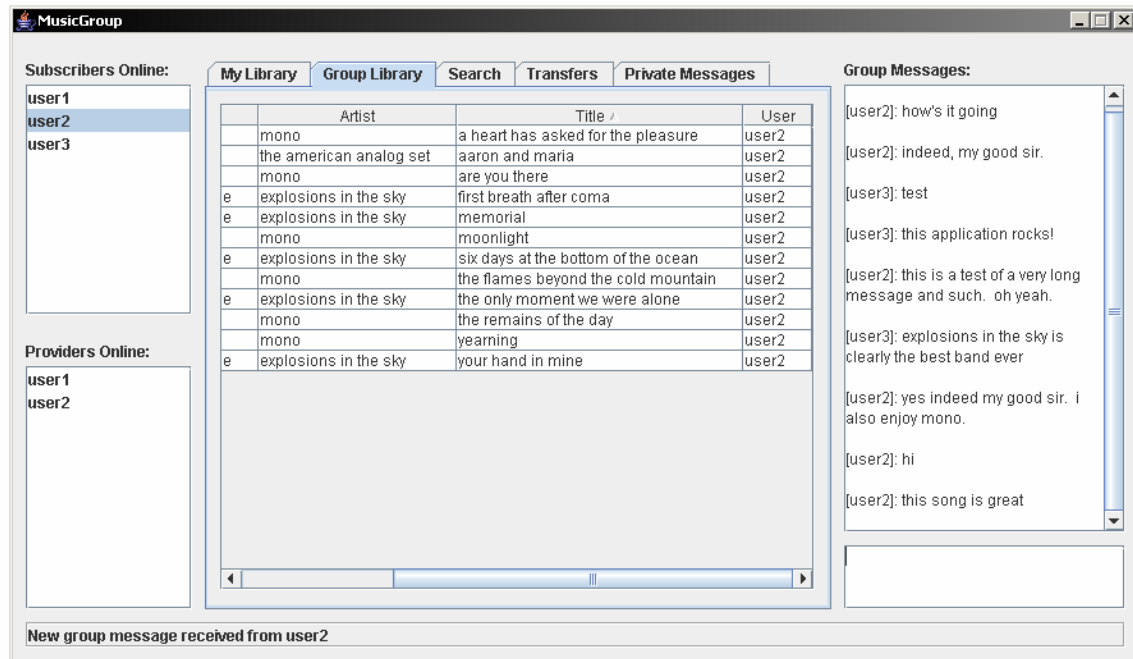 MusicGroup
Subscribers Online:
user1
user2
user3
Providers Online:
user1
user2
My Library Group Library Search Transfers Private Messages
Artist Title User
mono a heart has asked for the pleasure user2
the american analog set aaron and maria user2
mono are you there user2
e explosions in the sky first breath after coma user2
e explosions in the sky memorial user2
mono moonlight user2
e explosions in the sky six days at the bottom of the ocean user2
mono the flames beyond the cold mountain user2
e explosions in the sky the only moment we were alone user2
mono the remains of the day user2
mono yearning user2
e explosions in the sky your hand in mine user2
Group Messages:
[user2]: how's it going
[user2]: indeed, my good sir.
[user3]: test
[user3]: this application rocks!
[user2]: this is a test of a very long
message and such.  oh yeah.
[user3]: explosions in the sky is
clearly the best band ever
[user2]: yes indeed my good sir.  i
also enjoy mono.
[user2]: hi
[user2]: this song is great
New group message received from user2